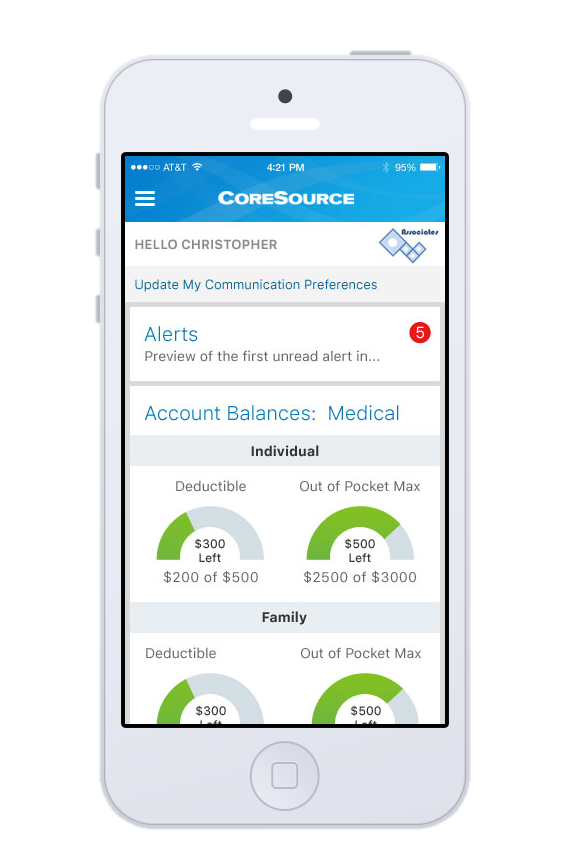 AT&T 4:21 PM 95%
CORESOURCE
HELLO CHRISTOPHER
Associates
Update My Communication Preferences
Alerts 5
Preview of the first unread alert in...
Account Balances: Medical
Individual
Deductible Out of Pocket Max
$300 $500
Left Left
$200 of $500 $2500 of $3000
Family
Deductible Out of Pocket Max
$300 $500
Left Left